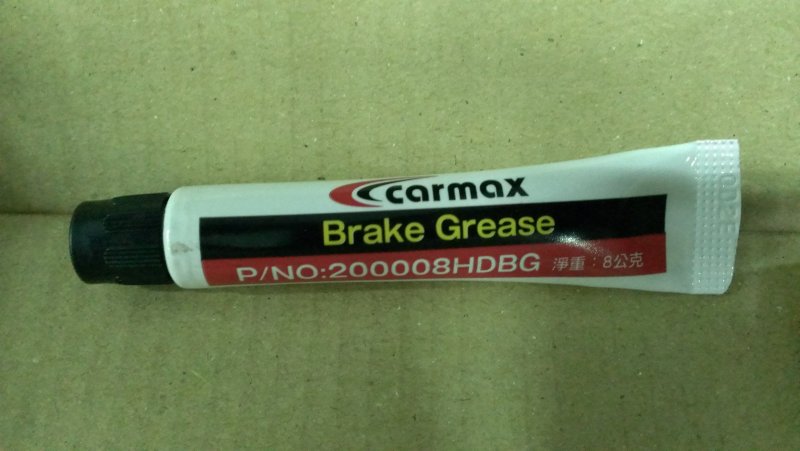 carmax
Brake Grease
P/NO:200008HDBG 淨重：8公克